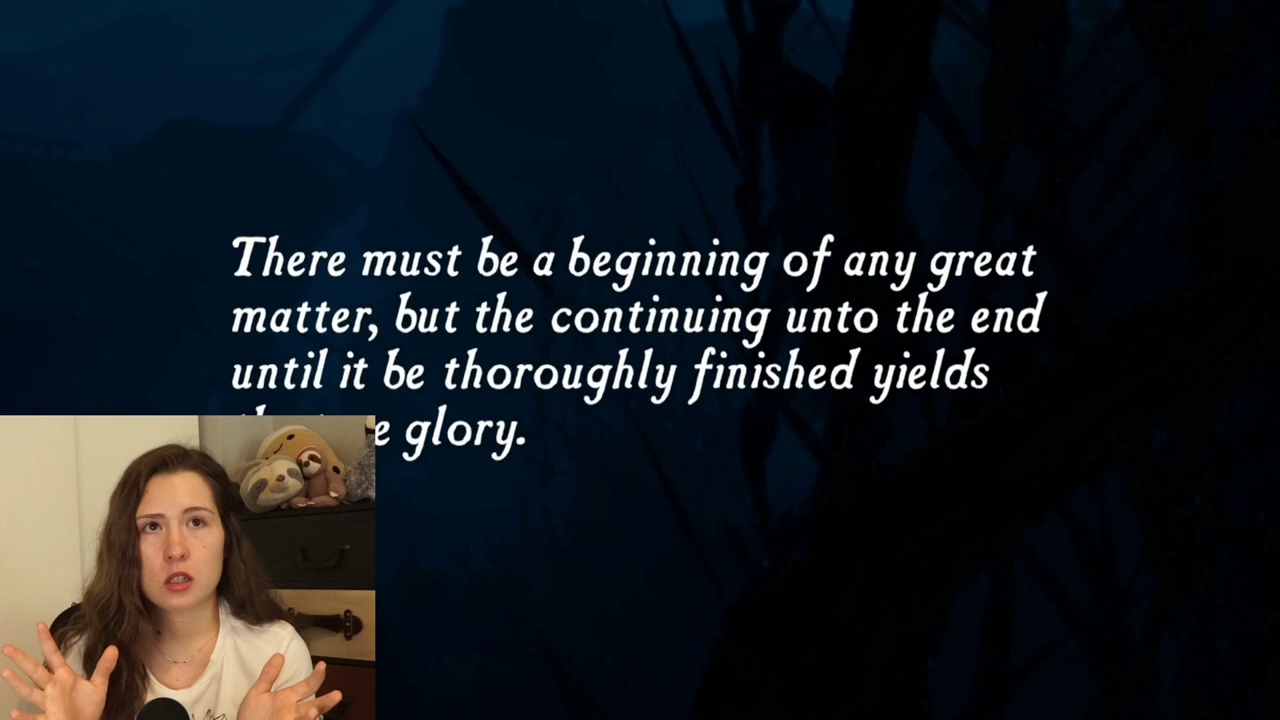 There must be a beginning of any great
matter, but the continuing unto the end
until it be thoroughly finished yields
glory.